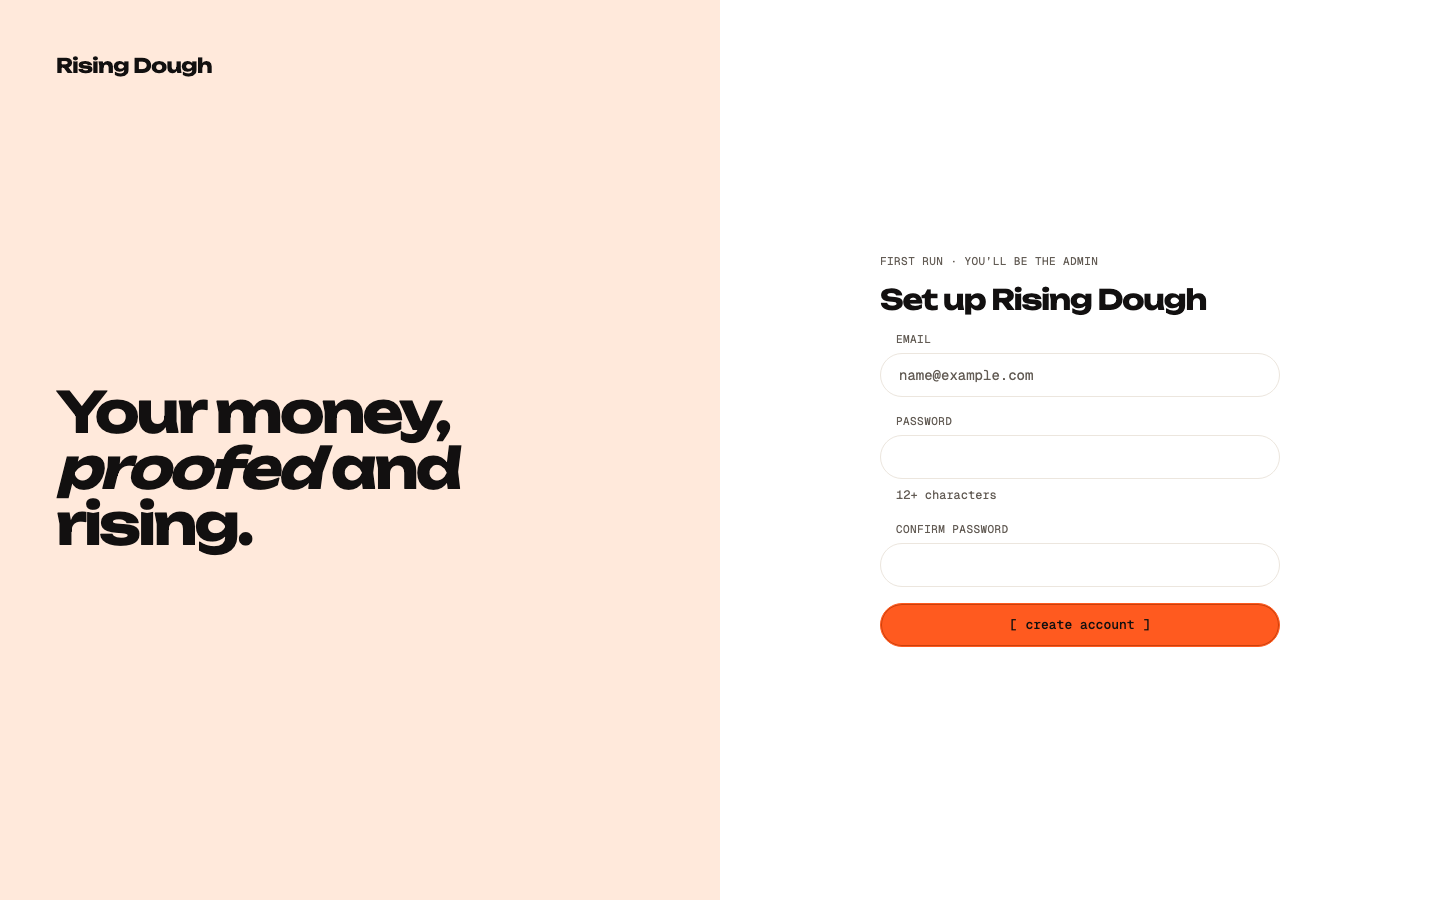 Rising Dough
Your money,
proofed and
rising.
FIRST RUN · YOU'LL BE THE ADMIN
Set up Rising Dough
EMAIL
name@example.com
PASSWORD
12+ characters
CONFIRM PASSWORD
[ create account ]